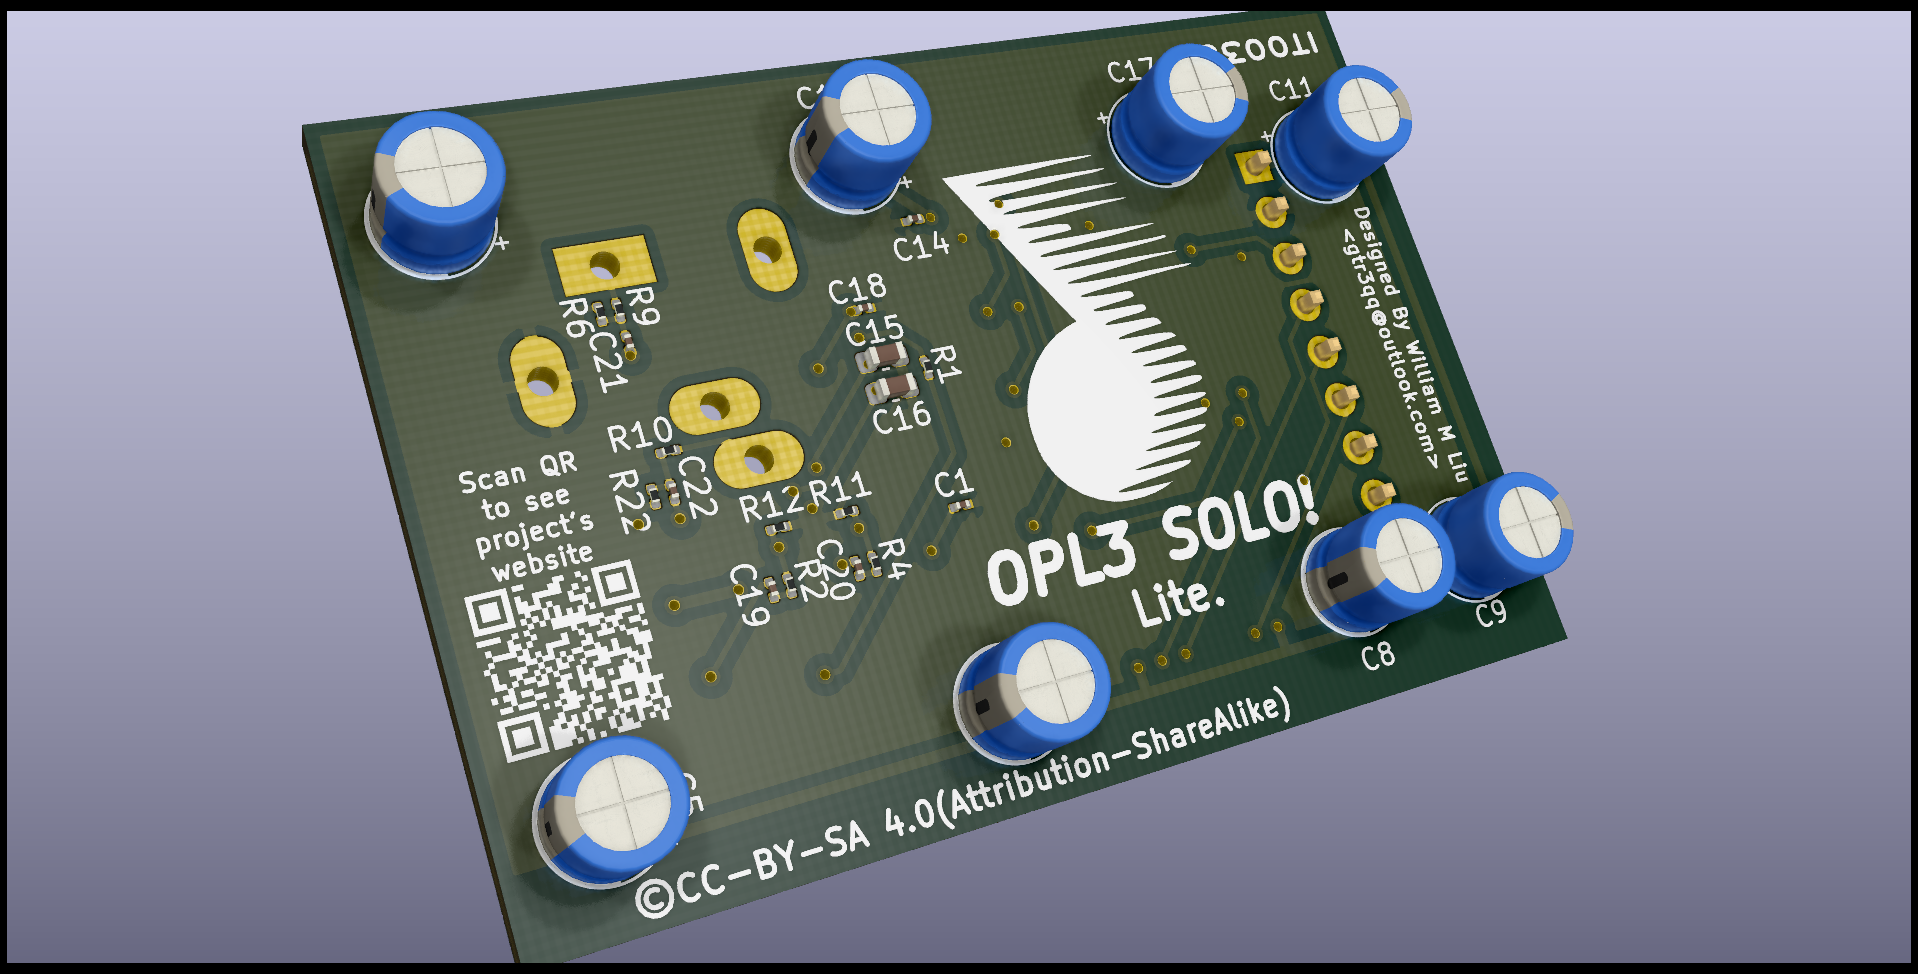 C17
C11
C14
C18
C15
R1
C16
R6
R9
C21
R10
R22
C22
R12
R11
C1
C19
R2
C20
R4
Scan QR
to see
project's
website
Designed By William M Liu
<gtr3qq@outlook.com>
OPL3 SOLO!
Lite.
C9
C8
C5
©CC-BY-SA 4.0(Attribution-ShareAlike)